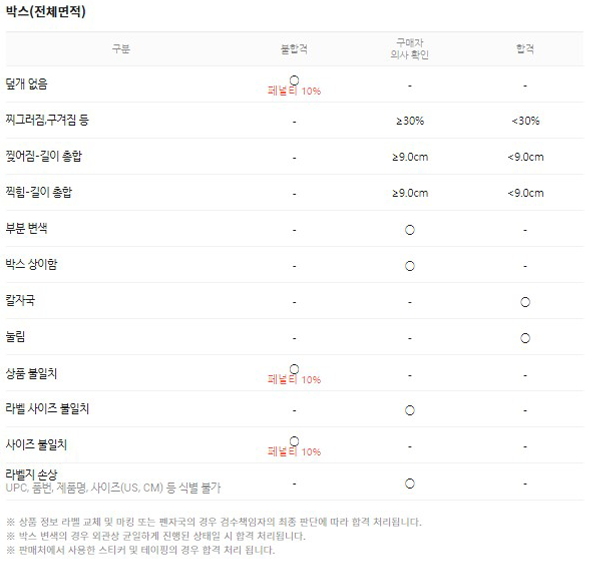 박스(전체면적)
구분 불합격 구매자 의사 확인 합격
덮개 없음 ○ 페널티 10% - -
찌그러짐,구겨짐 등 - ≥30% <30%
찢어짐-길이 총합 - ≥9.0cm <9.0cm
찍힘-길이 총합 - ≥9.0cm <9.0cm
부분 변색 - ○ -
박스 상이함 - ○ -
칼자국 - - ○
눌림 - - ○
상품 불일치 ○ 페널티 10% - -
라벨 사이즈 불일치 - ○ -
사이즈 불일치 ○ 페널티 10% - -
라벨지 손상 - ○ -
UPC, 품번, 제품명, 사이즈(US, CM) 등 식별 불가
※ 상품 정보 라벨 교체 및 마킹 또는 펜자국의 경우 검수책임자의 최종 판단에 따라 합격 처리됩니다.
※ 박스 변색의 경우 외관상 균일하게 진행된 상태일 시 합격 처리됩니다.
※ 판매처에서 사용한 스티커 및 테이핑의 경우 합격 처리 됩니다.